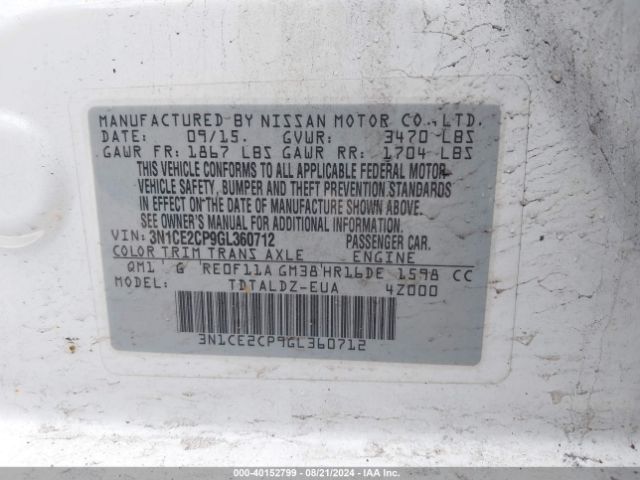 MANUFACTURED BY NISSAN MOTOR CO.,LTD.
DATE: 09/15. GVWR: 3470 LBS
GAWR FR: 1867 LBS GAWR RR: 1704 LBS
THIS VEHICLE CONFORMS TO ALL APPLICABLE FEDERAL MOTOR
VEHICLE SAFETY, BUMPER AND THEFT PREVENTION STANDARDS
IN EFFECT ON THE DATE OF MANUFACTURE SHOWN ABOVE.
SEE OWNER'S MANUAL FOR ADDITIONAL INFORMATION.
VIN: 3N1CE2CP9GL360712 PASSENGER CAR.
COLOR TRIM TRANS AXLE ENGINE
QM1 G RE0F11A GM38 HR16DE 1598 CC
MODEL: TDTALDZ-EUA 4Z000
3N1CE2CP9GL360712
000-40152799 - 08/21/2024 - IAA Inc.